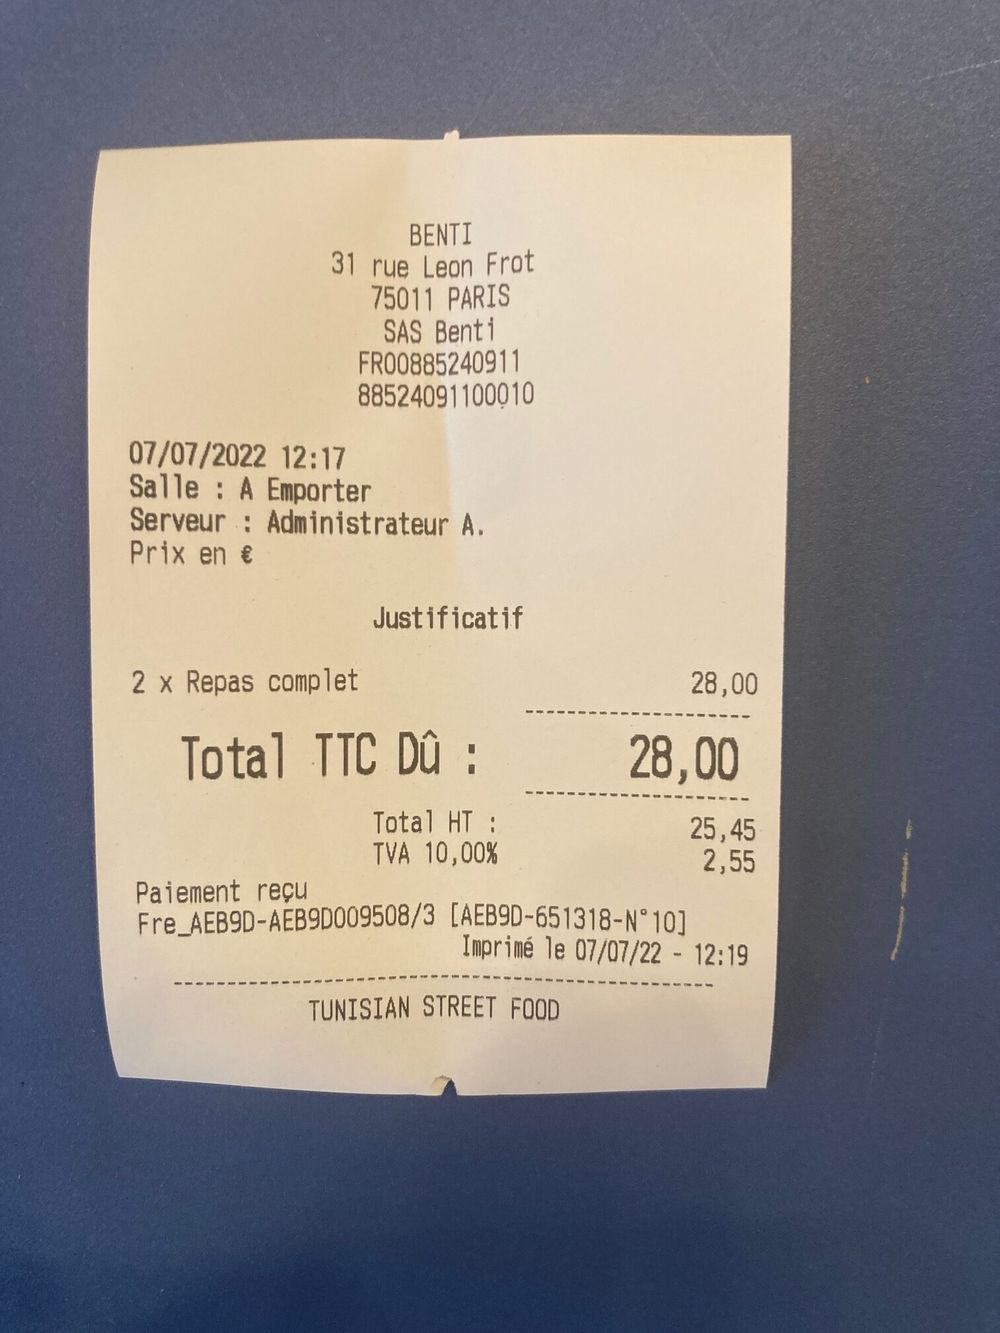 BENTI
31 rue Leon Frot
75011 PARIS
SAS Benti
FR00885240911
88524091100010
07/07/2022 12:17
Salle : A Emporter
Serveur : Administrateur A.
Prix en €
Justificatif
2 x Repas complet 28,00
Total TTC Dû : 28,00
Total HT : 25,45
TVA 10,00% 2,55
Paiement reçu
Fre_AEB9D-AEB9D009508/3 [AEB9D-651318-N°10]
Imprimé le 07/07/22 - 12:19
TUNISIAN STREET FOOD